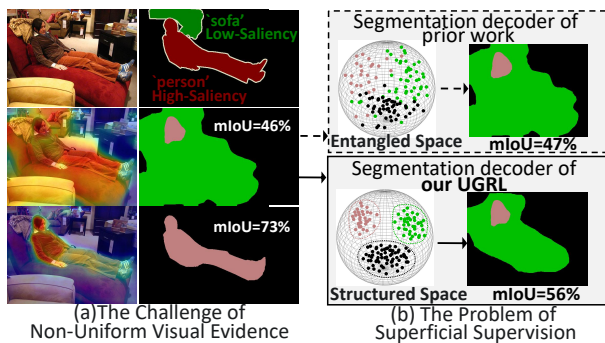 `sofa'
Low-Saliency
`person'
High-Saliency
mIoU=46%
mIoU=73%
(a)The Challenge of
Non-Uniform Visual Evidence
Segmentation decoder of
prior work
Entangled Space
mIoU=47%
Segmentation decoder of
our UGRL
Structured Space
mIoU=56%
(b) The Problem of
Superficial Supervision